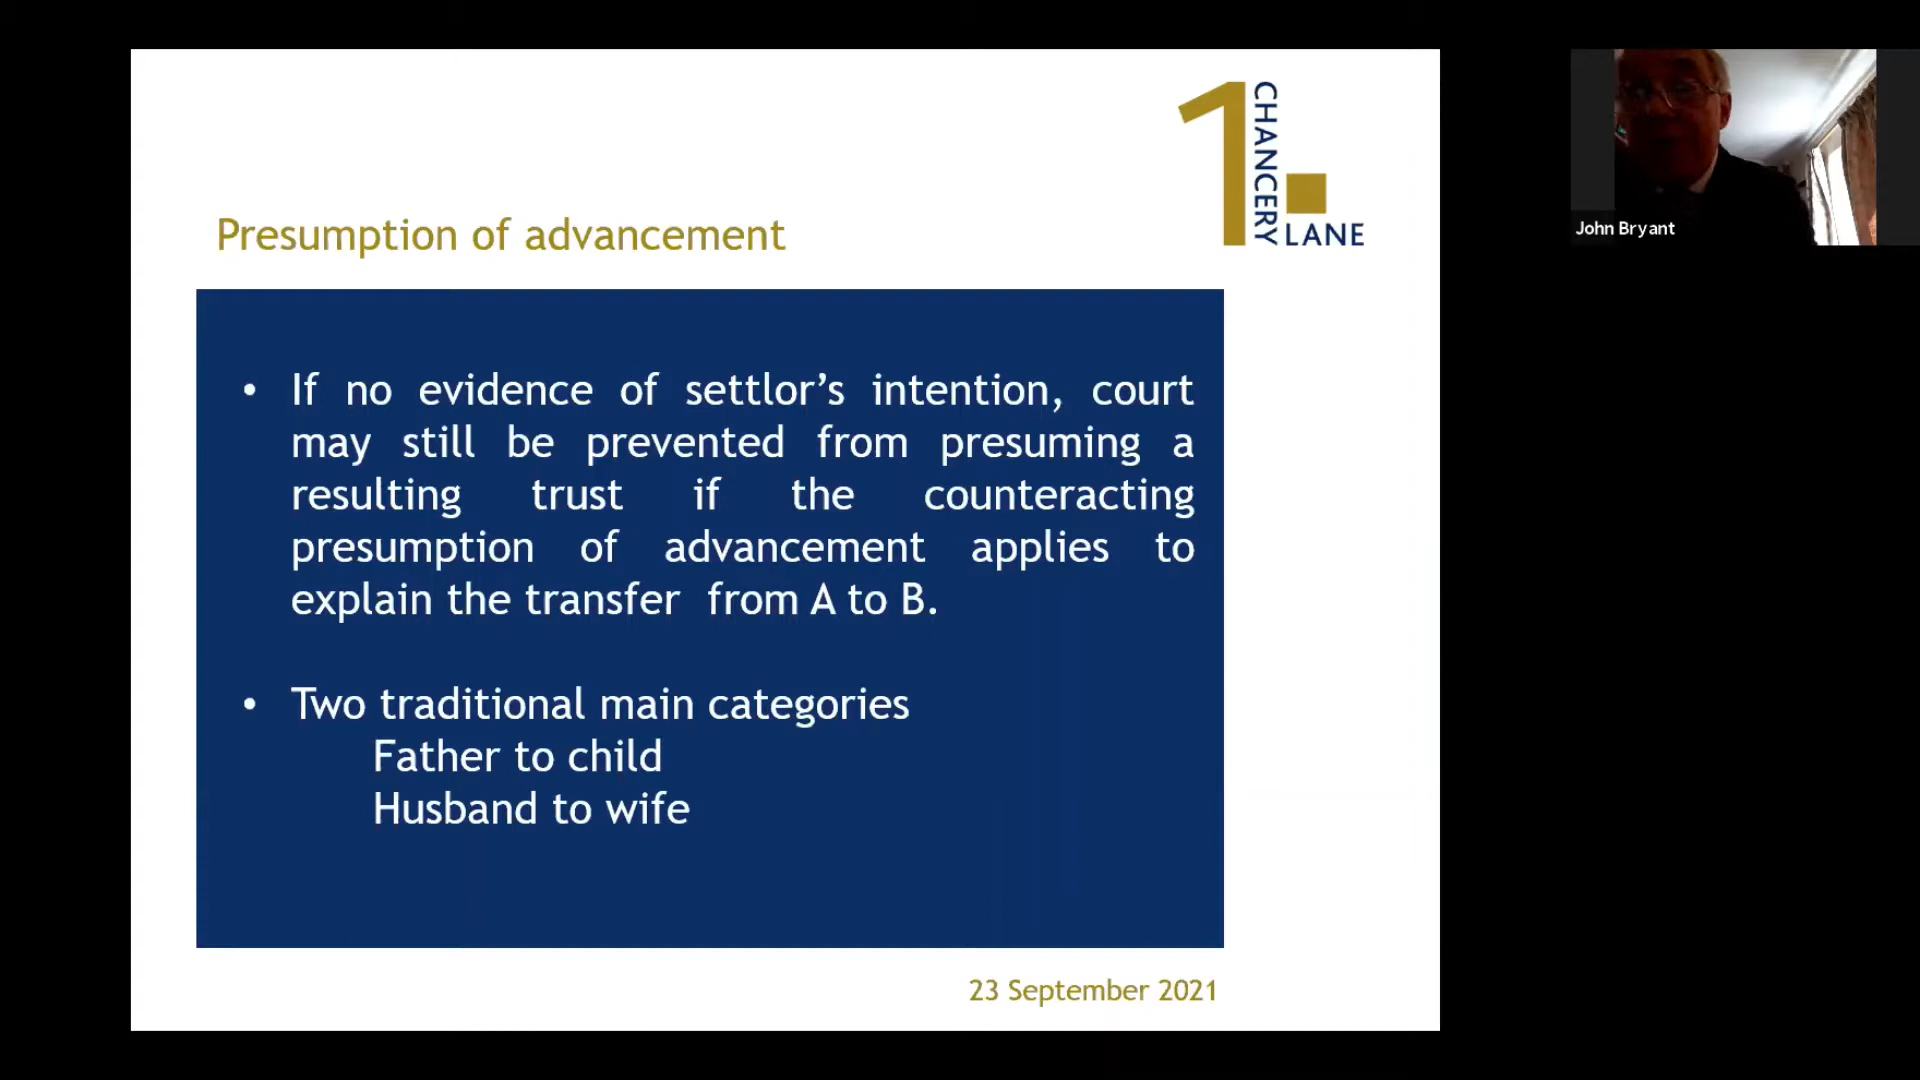 1 CHANCERY LANE
John Bryant
Presumption of advancement
• If no evidence of settlor’s intention, court
may still be prevented from presuming a
resulting trust if the counteracting
presumption of advancement applies to
explain the transfer from A to B.
• Two traditional main categories
Father to child
Husband to wife
23 September 2021